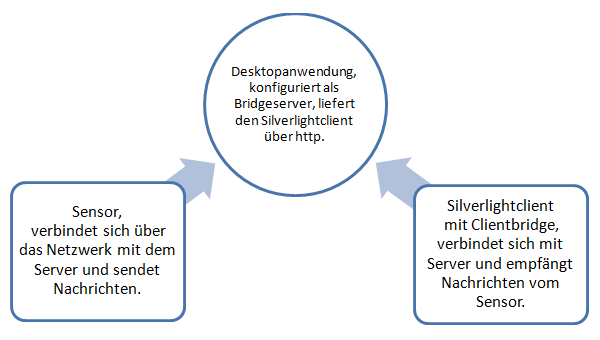 Desktopanwendung,
konfiguriert als
Bridgeserver, liefert
den Silverlightclient
über http.
Sensor,
verbindet sich über
das Netzwerk mit dem
Server und sendet
Nachrichten.
Silverlightclient
mit Clientbridge,
verbindet sich mit
Server und empfängt
Nachrichten vom
Sensor.